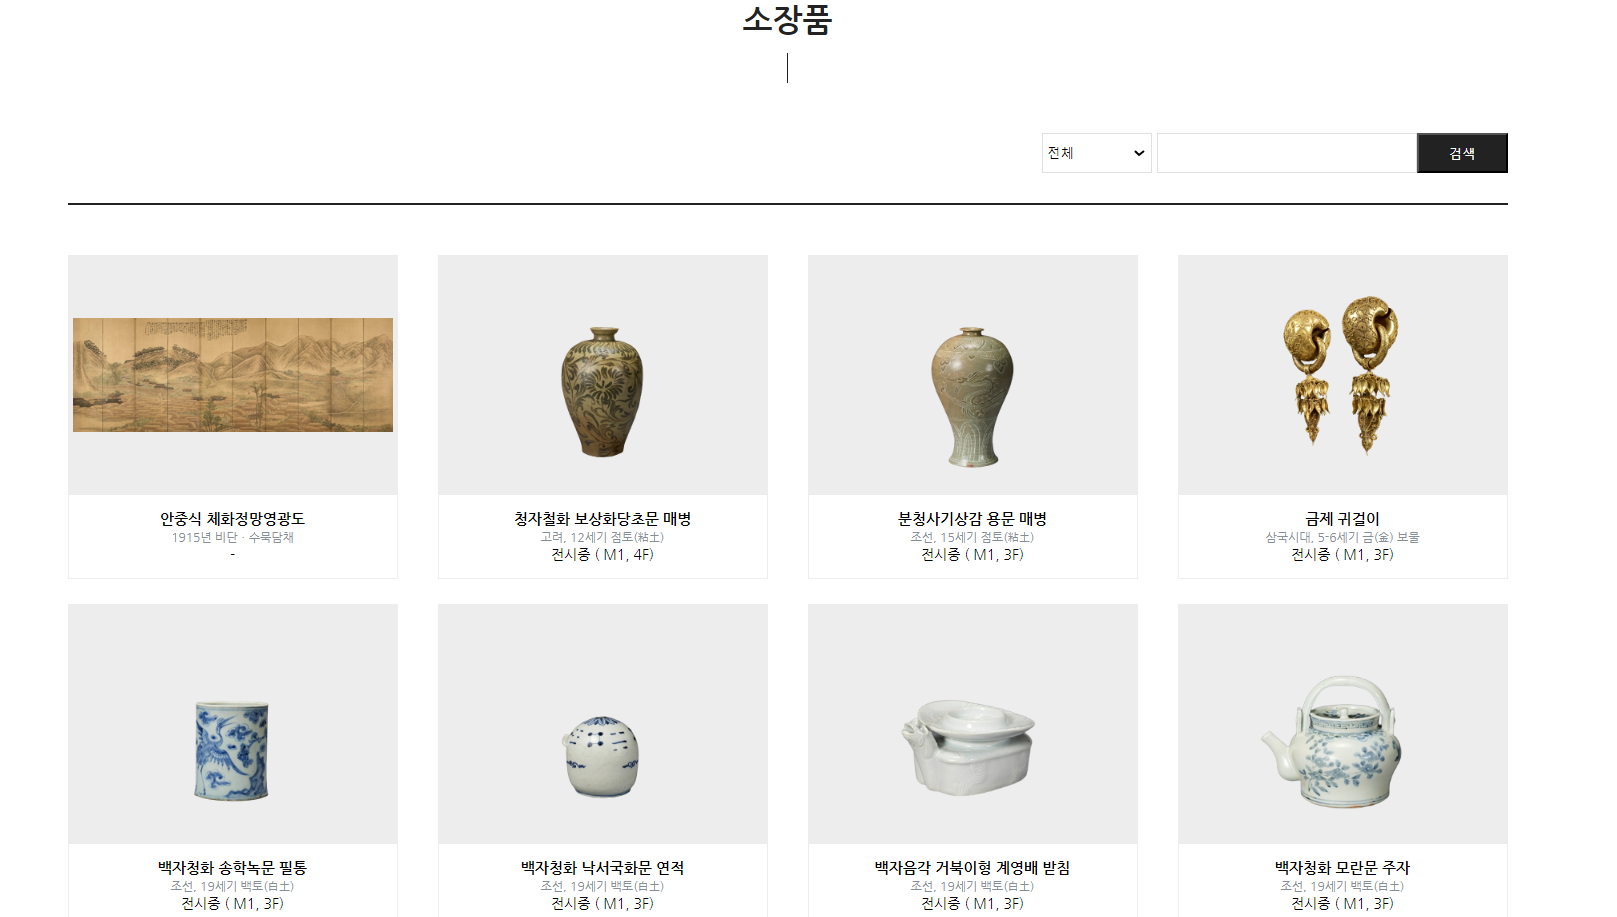 소장품
전체
검색
안중식 체화정망영광도
1915년 비단 · 수묵담채
-
청자철화 보상화당초문 매병
고려, 12세기 점토(粘土)
전시중 ( M1, 4F)
분청사기상감 용문 매병
조선, 15세기 점토(粘土)
전시중 ( M1, 3F)
금제 귀걸이
삼국시대, 5-6세기 금(金) 보물
전시중 ( M1, 3F)
백자청화 송학녹문 필통
조선, 19세기 백토(白土)
전시중 ( M1, 3F)
백자청화 낙서국화문 연적
조선, 19세기 백토(白土)
전시중 ( M1, 3F)
백자음각 거북이형 계영배 받침
조선, 19세기 백토(白土)
전시중 ( M1, 3F)
백자청화 모란문 주자
조선, 19세기 백토(白土)
전시중 ( M1, 3F)